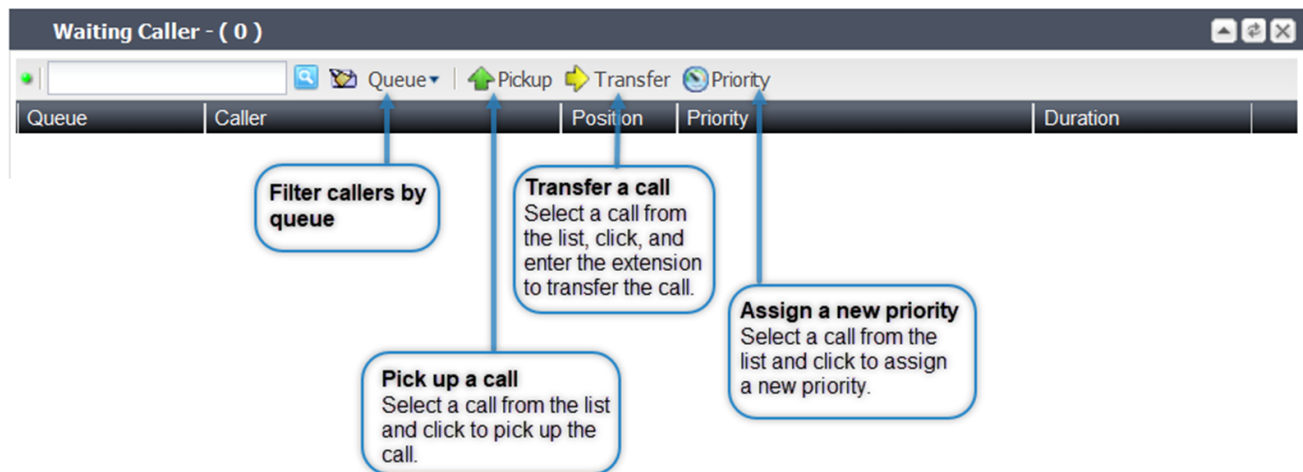 Waiting Caller - ( 0 )
Queue Pickup Transfer Priority
Queue Caller Position Priority Duration
Filter callers by
queue
Transfer a call
Select a call from
the list, click, and
enter the extension
to transfer the call.
Assign a new priority
Select a call from the
list and click to assign
a new priority.
Pick up a call
Select a call from the list
and click to pick up the
call.